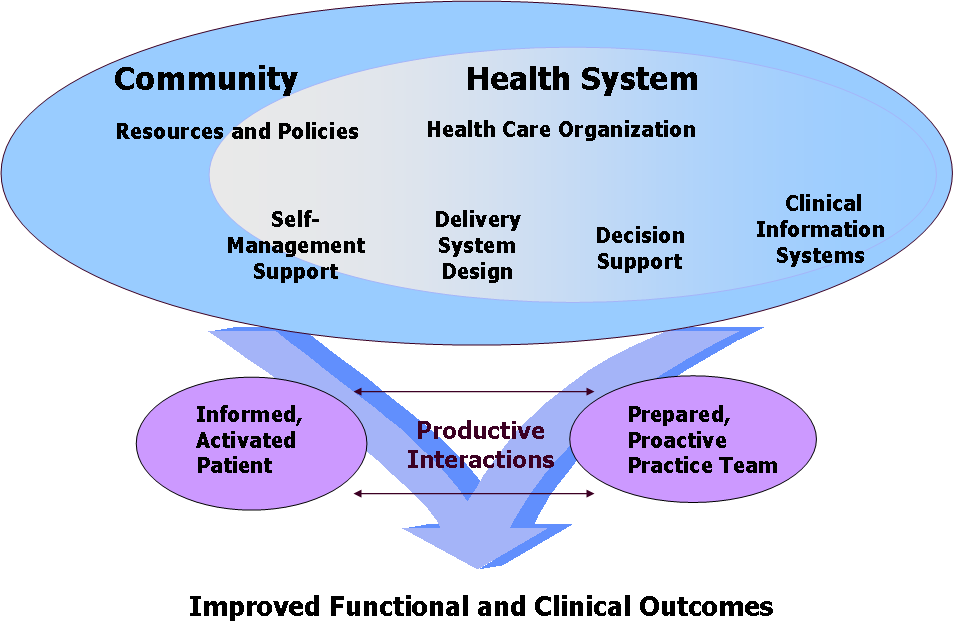 Community
Health System
Resources and Policies
Health Care Organization
Self-
Management
Support
Delivery
System
Design
Decision
Support
Clinical
Information
Systems
Informed,
Activated
Patient
Productive
Interactions
Prepared,
Proactive
Practice Team
Improved Functional and Clinical Outcomes